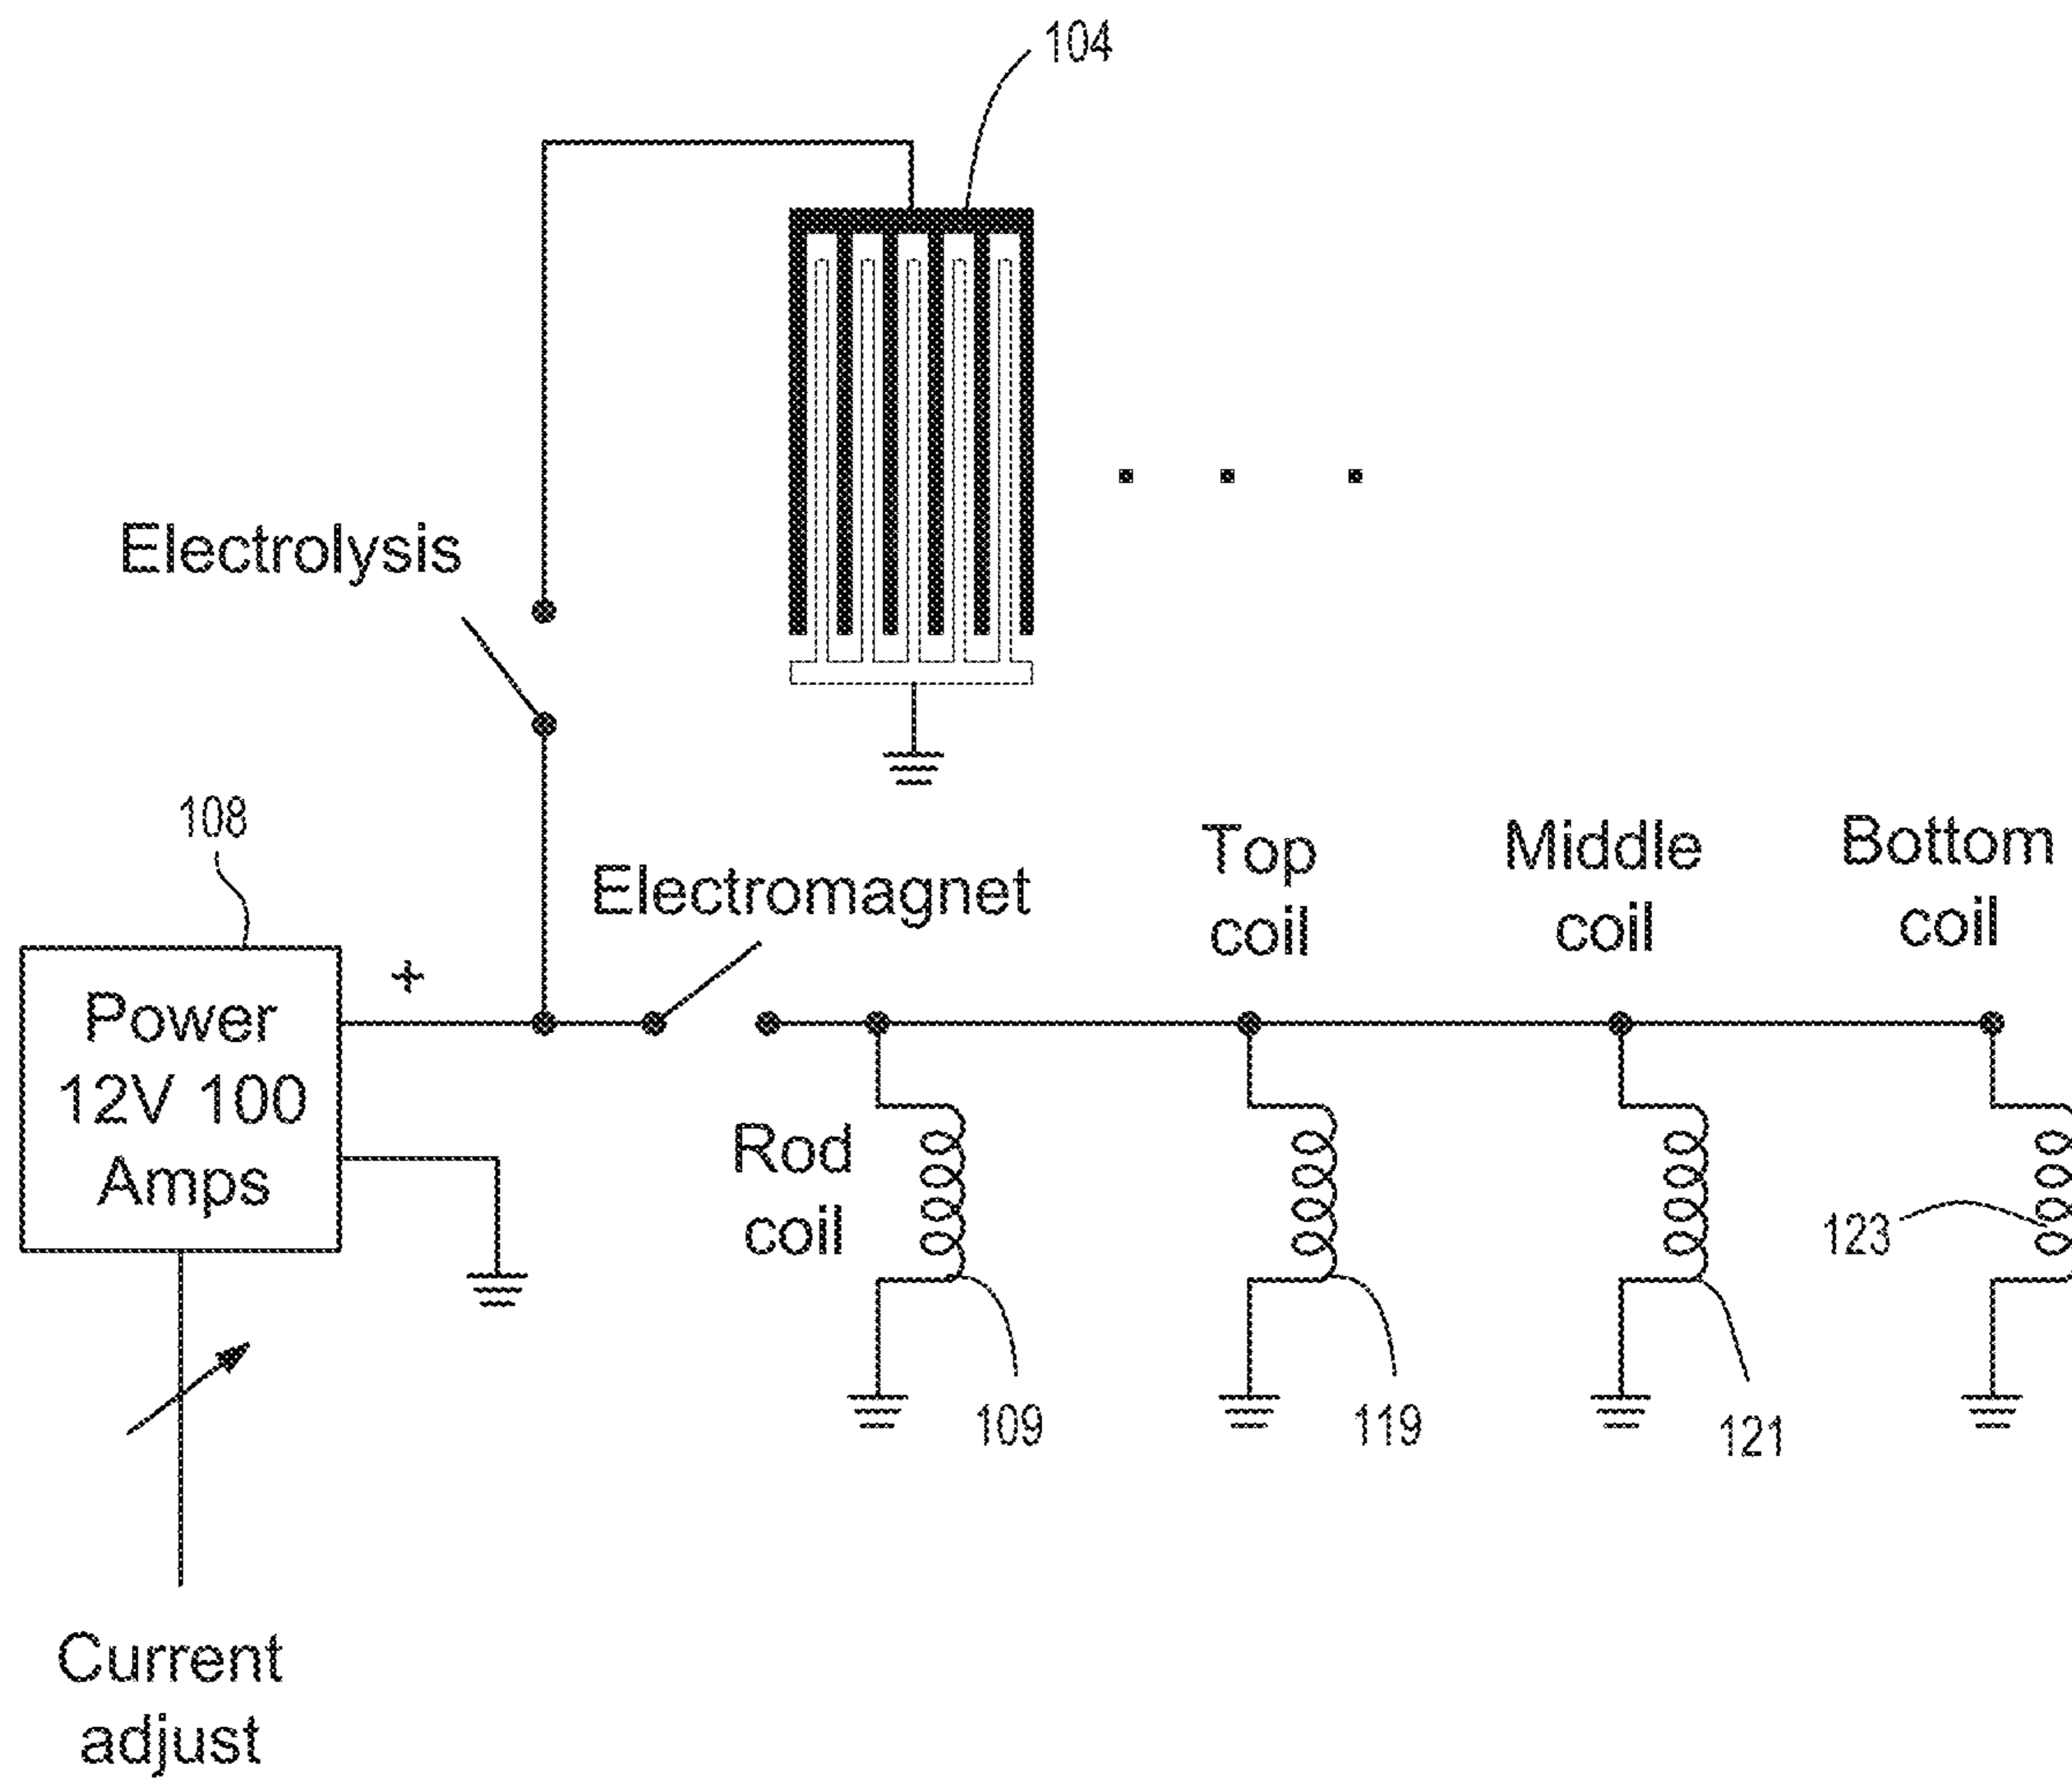 104
Electrolysis
108
Electromagnet
Top
coil
Middle
coil
Bottom
coil
+
Power
12V 100
Amps
Rod
coil
123
109
119
121
Current
adjust